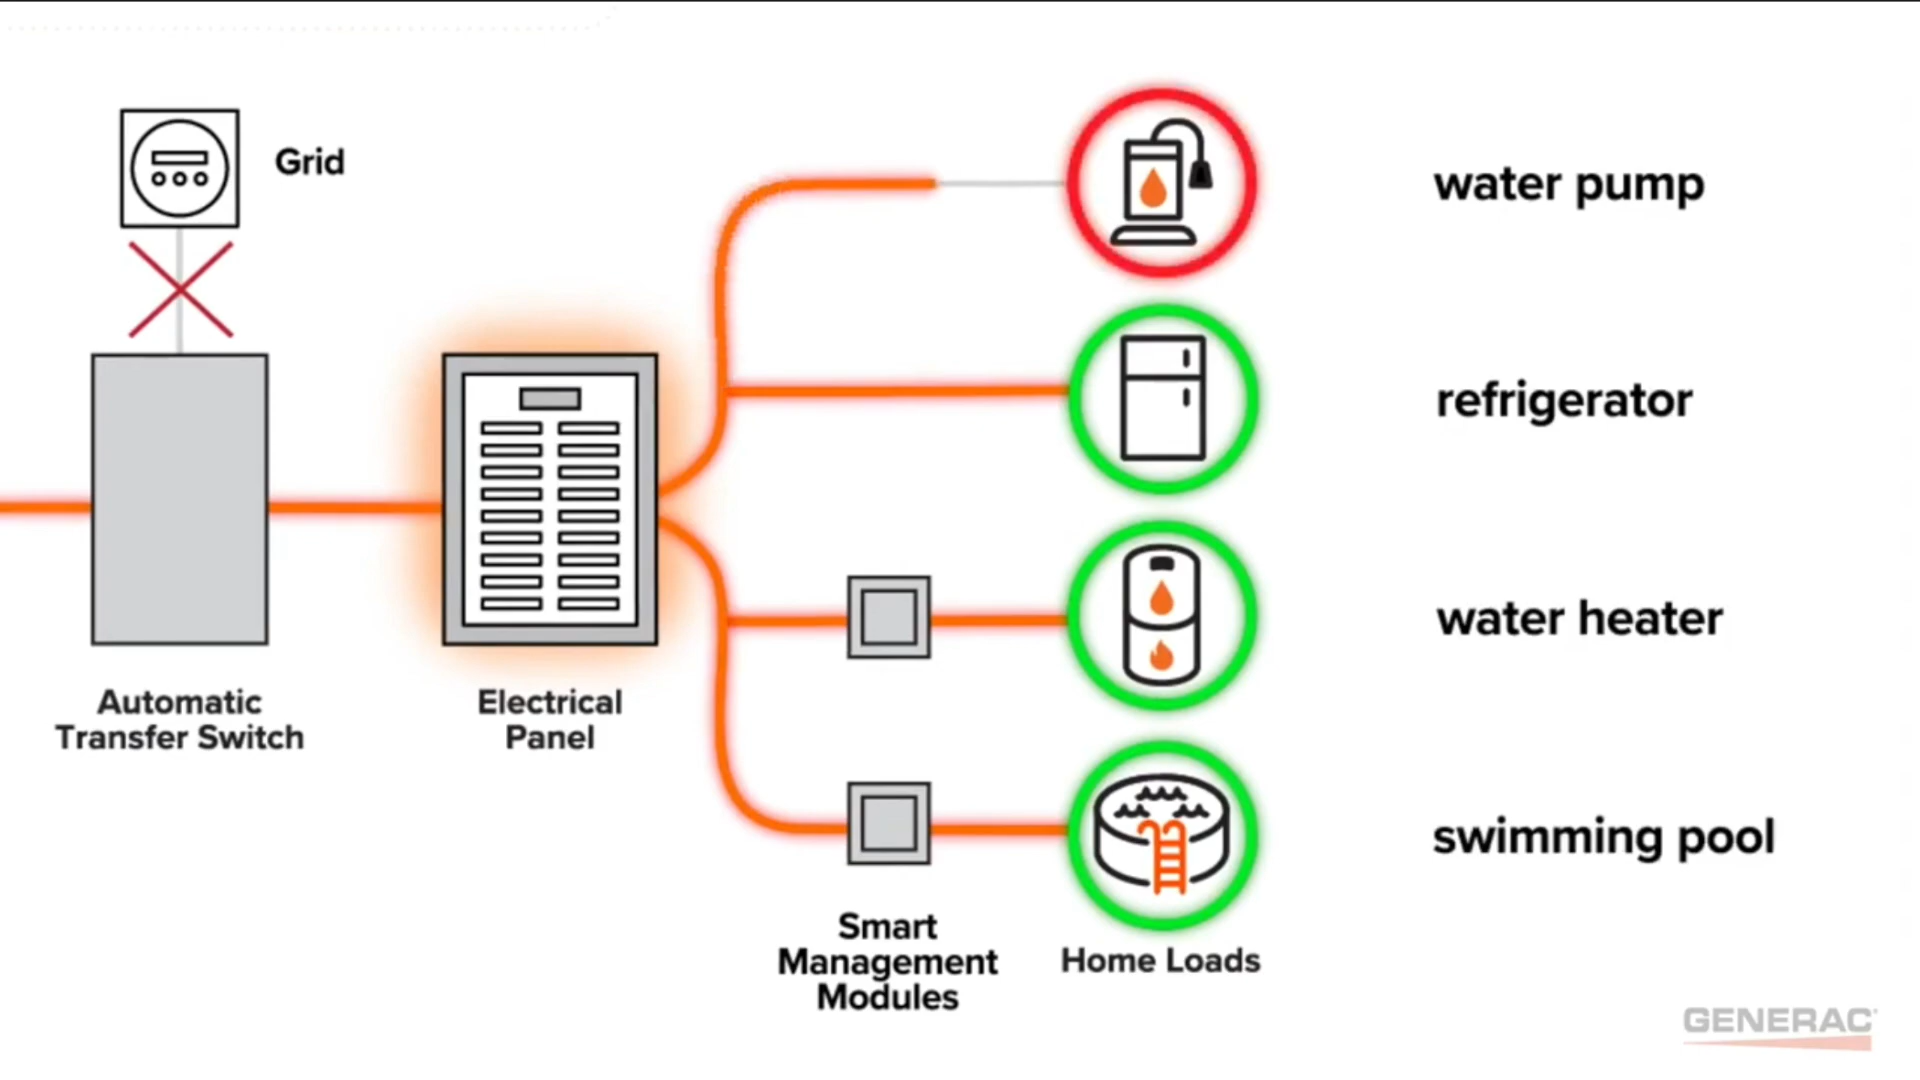 Grid
water pump
refrigerator
water heater
swimming pool
Automatic
Transfer Switch
Electrical
Panel
Smart
Management
Modules
Home Loads
GENERAC